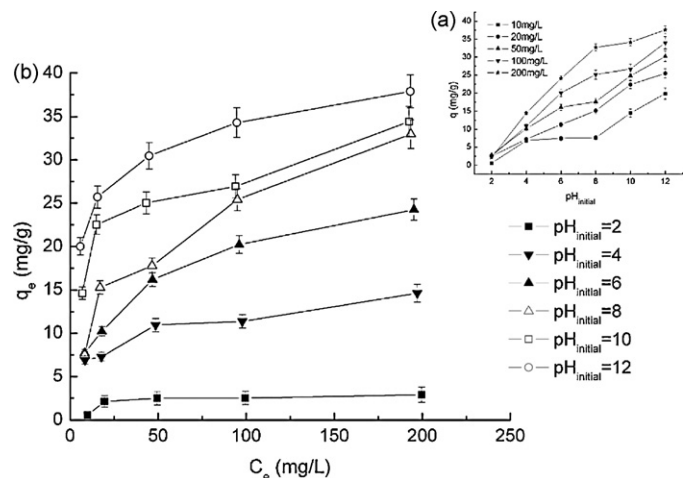 (a)
10mg/L
20mg/L
50mg/L
100mg/L
200mg/L
q (mg/g)
40
35
30
25
20
15
10
5
0
2 4 6 8 10 12
pH initial
(b)
q e (mg/g)
40
35
30
25
20
15
10
5
0
0 50 100 150 200 250
C e (mg/L)
pH initial =2
pH initial =4
pH initial =6
pH initial =8
pH initial =10
pH initial =12